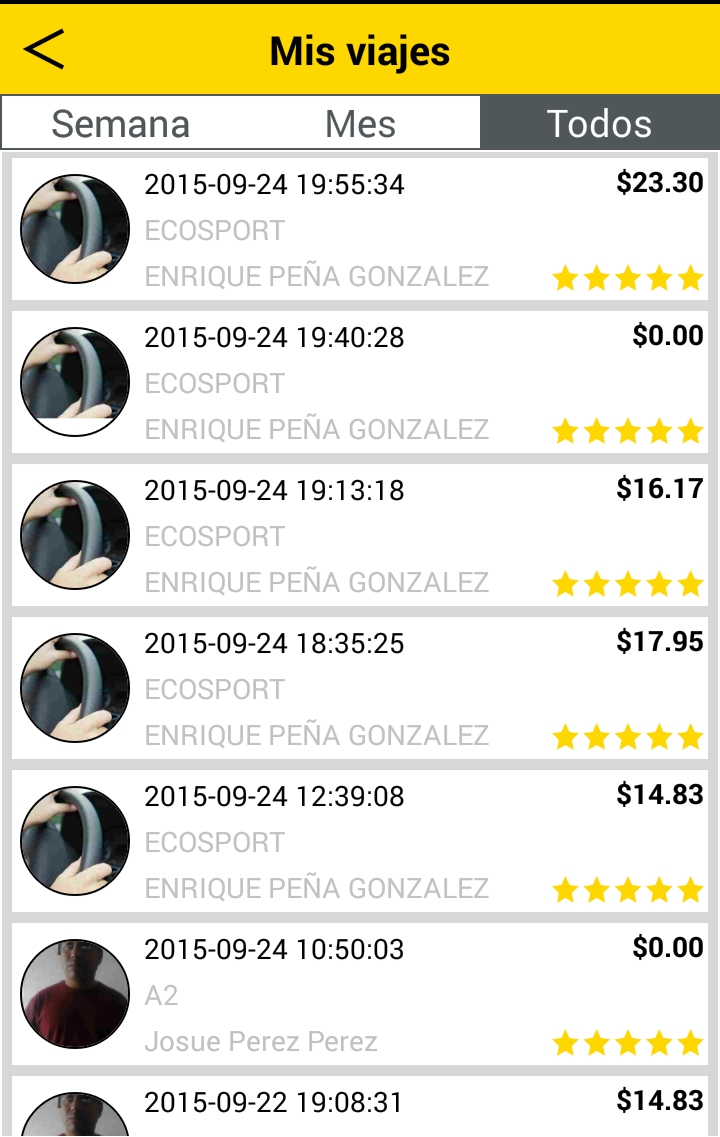 Mis viajes
Semana Mes Todos
2015-09-24 19:55:34 $23.30
ECOSPORT
ENRIQUE PEÑA GONZALEZ
2015-09-24 19:40:28 $0.00
ECOSPORT
ENRIQUE PEÑA GONZALEZ
2015-09-24 19:13:18 $16.17
ECOSPORT
ENRIQUE PEÑA GONZALEZ
2015-09-24 18:35:25 $17.95
ECOSPORT
ENRIQUE PEÑA GONZALEZ
2015-09-24 12:39:08 $14.83
ECOSPORT
ENRIQUE PEÑA GONZALEZ
2015-09-24 10:50:03 $0.00
A2
Josue Perez Perez
2015-09-22 19:08:31 $14.83